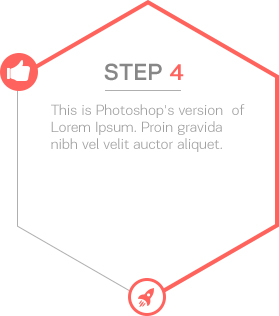 STEP 4
This is Photoshop's version  of
Lorem Ipsum. Proin gravida
nibh vel velit auctor aliquet.